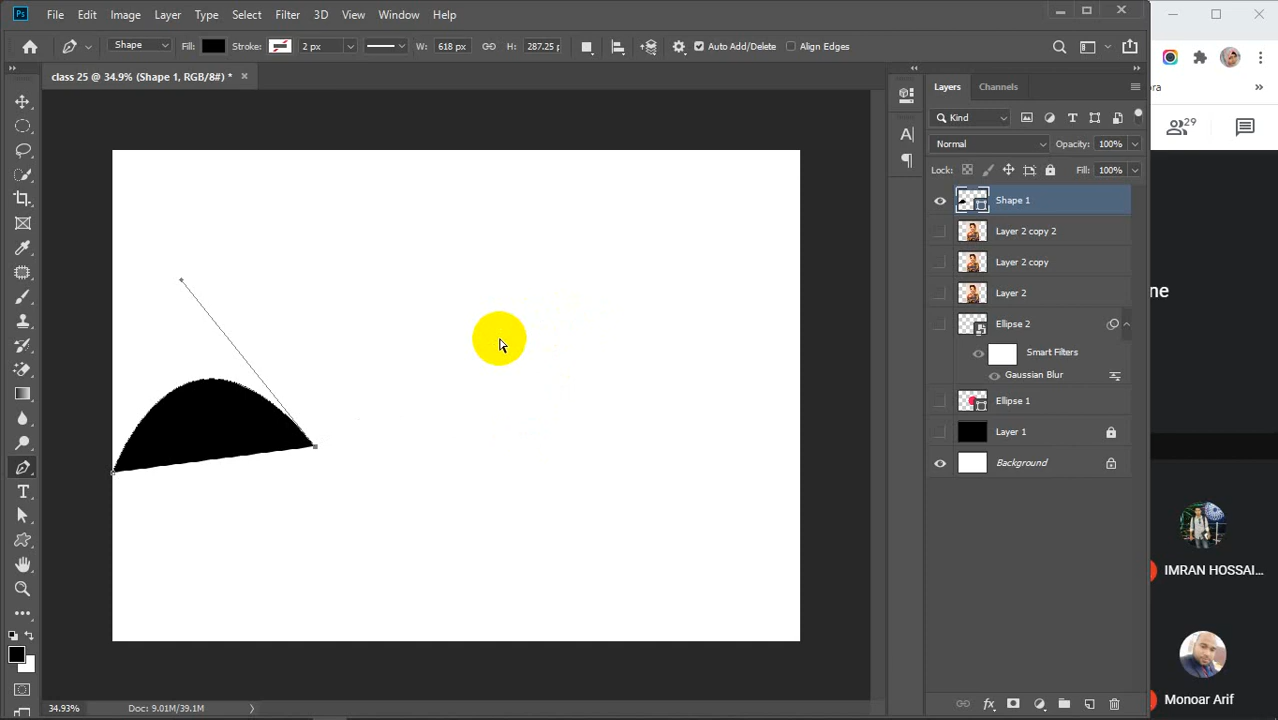 Ps File Edit Image Layer Type Select Filter 3D View Window Help
Shape Fill: Stroke: 2 px W: 618 px H: 287.25 p Auto Add/Delete Align Edges
class 25 @ 34.9% (Shape 1, RGB/8#) * ×
Layers Channels
Kind
Normal Opacity: 100%
Lock: Fill: 100%
Shape 1
Layer 2 copy 2
Layer 2 copy
Layer 2
Ellipse 2
Smart Filters
Gaussian Blur
Ellipse 1
Layer 1
Background
34.93% Doc: 9.01M/39.1M
ora
29
ne
IMRAN HOSSAI...
Monoar Arif